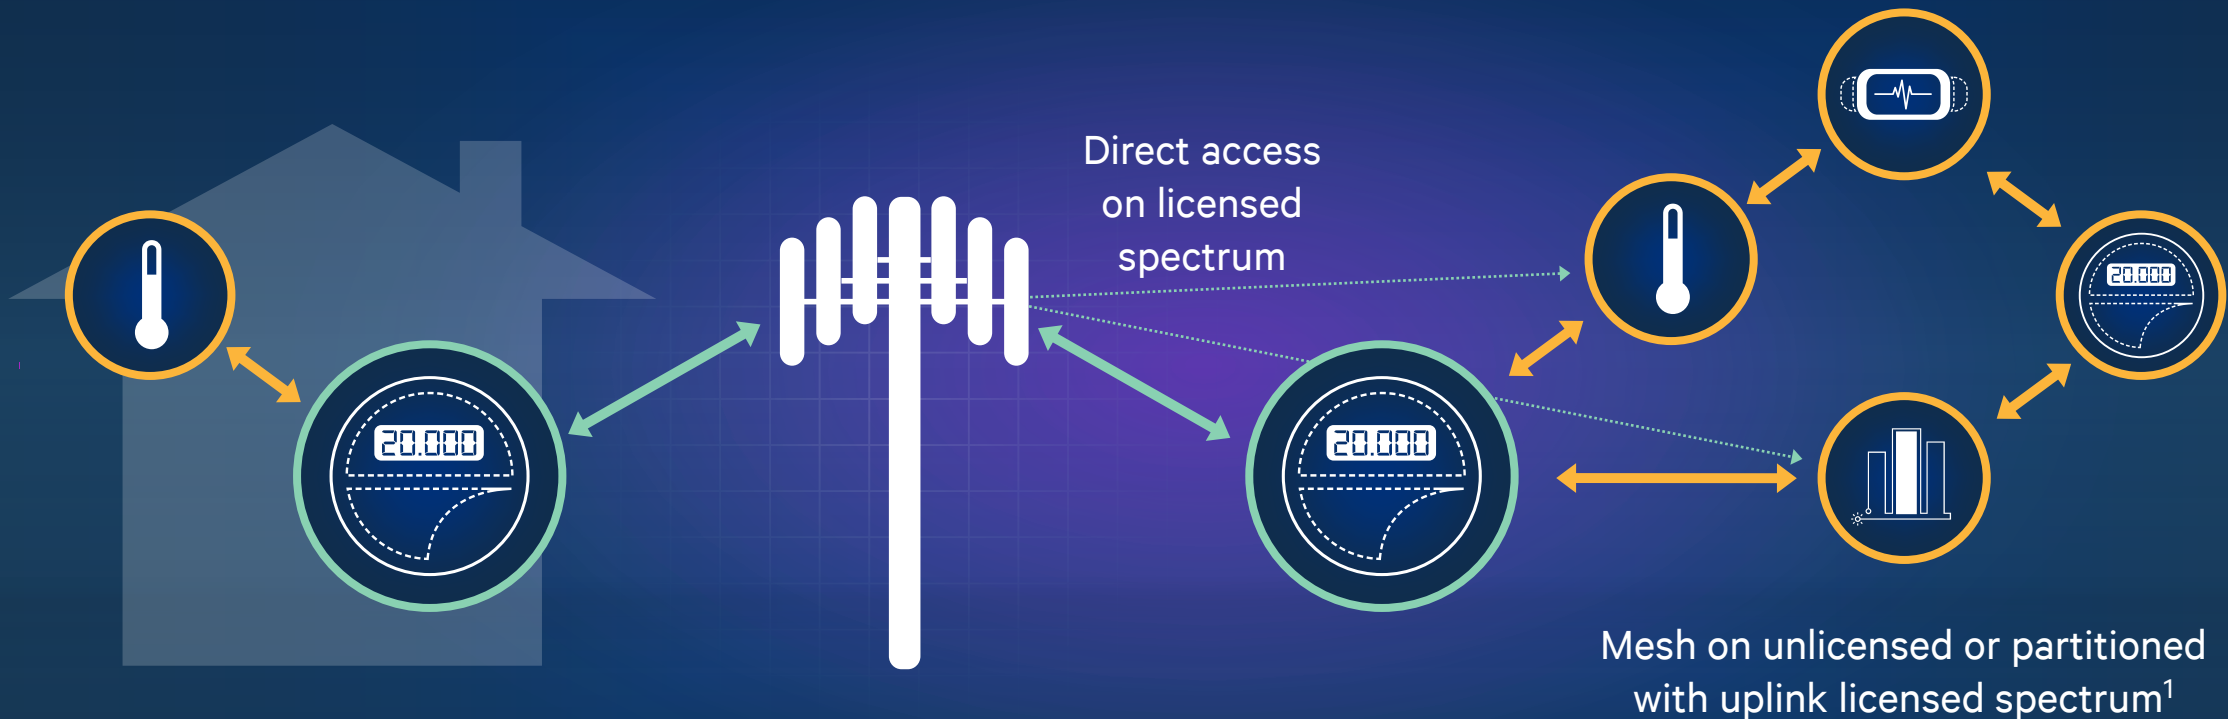 Direct access
on licensed
spectrum
20.000
20.000
20.000
Mesh on unlicensed or partitioned
with uplink licensed spectrum¹